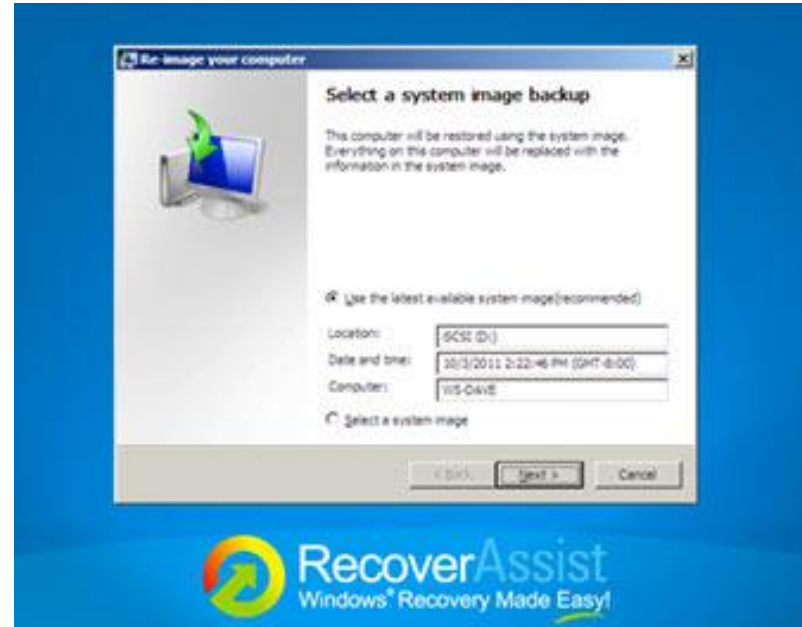 Re-image your computer
Select a system image backup
This computer will be restored using the system image.
Everything on this computer will be replaced with the
information in the system image.
Use the latest available system image(recommended)
Location: iSCSI (D:)
Date and time: 10/3/2011 2:22:46 PM (GMT-8:00)
Computer: WS-DAVE
Select a system image
< Back Next > Cancel
RecoverAssist
Windows® Recovery Made Easy!